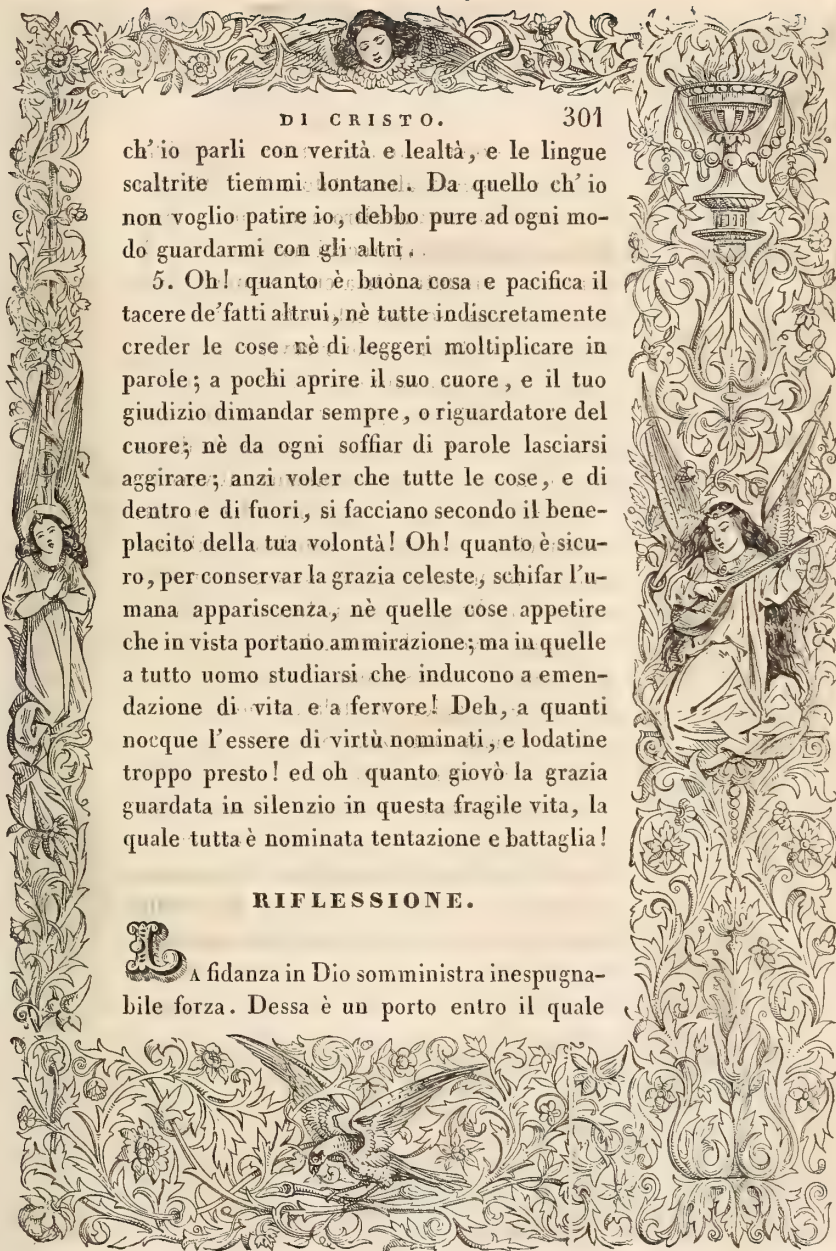 DI CRISTO. 301
ch' io parli con verità e lealtà, e le lingue
scaltrite tiemmi lontane. Da quello ch' io
non voglio patire io, debbo pure ad ogni mo-
do guardarmi con gli altri.
5. Oh! quanto è buona cosa e pacifica il
tacere de' fatti altrui, nè tutte indiscretamente
creder le cose nè di leggeri moltiplicare in
parole; a pochi aprire il suo cuore, e il tuo
giudizio dimandar sempre, o riguardatore del
cuore; nè da ogni soffiar di parole lasciarsi
aggirare; anzi voler che tutte le cose, e di
dentro e di fuori, si facciano secondo il bene-
placito della tua volontà! Oh! quanto è sicu-
ro, per conservar la grazia celeste, schifar l'u-
mana appariscenza, nè quelle cose appetire
che in vista portano ammirazione; ma in quelle
a tutto uomo studiarsi che inducono a emen-
dazione di vita e a fervore! Deh, a quanti
nocque l'essere di virtù nominati, e lodatine
troppo presto! ed oh quanto giovò la grazia
guardata in silenzio in questa fragile vita, la
quale tutta è nominata tentazione e battaglia!
RIFLESSIONE.
LA fidanza in Dio somministra inespugna-
bile forza. Dessa è un porto entro il quale